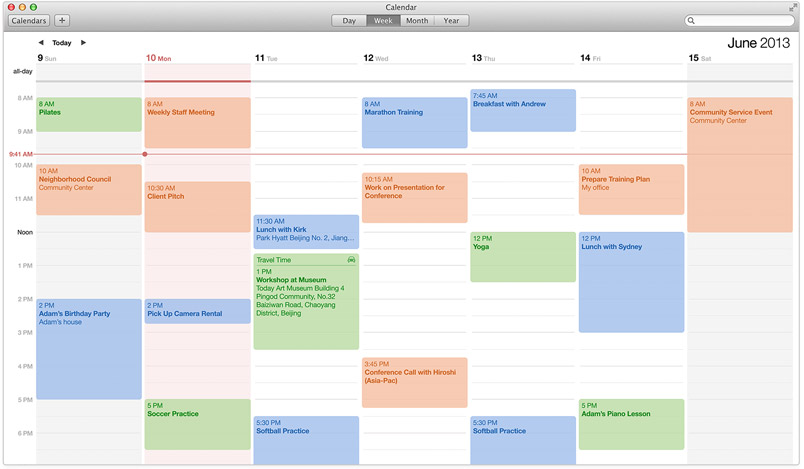 Calendar
Calendars
+
Day
Week
Month
Year
Today
June 2013
9 Sun
10 Mon
11 Tue
12 Wed
13 Thu
14 Fri
15 Sat
all-day
8 AM
9 AM
9:41 AM
10 AM
11 AM
Noon
1 PM
2 PM
3 PM
4 PM
5 PM
6 PM
8 AM
Pilates
10 AM
Neighborhood Council
Community Center
2 PM
Adam's Birthday Party
Adam's house
8 AM
Weekly Staff Meeting
10:30 AM
Client Pitch
2 PM
Pick Up Camera Rental
5 PM
Soccer Practice
11:30 AM
Lunch with Kirk
Park Hyatt Beijing No. 2, Jiang…
Travel Time
1 PM
Workshop at Museum
Today Art Museum Building 4
Pingod Community, No.32
Baiziwan Road, Chaoyang
District, Beijing
5:30 PM
Softball Practice
8 AM
Marathon Training
10:15 AM
Work on Presentation for
Conference
3:45 PM
Conference Call with Hiroshi
(Asia-Pac)
7:45 AM
Breakfast with Andrew
12 PM
Yoga
5:30 PM
Softball Practice
10 AM
Prepare Training Plan
My office
12 PM
Lunch with Sydney
5 PM
Adam's Piano Lesson
8 AM
Community Service Event
Community Center